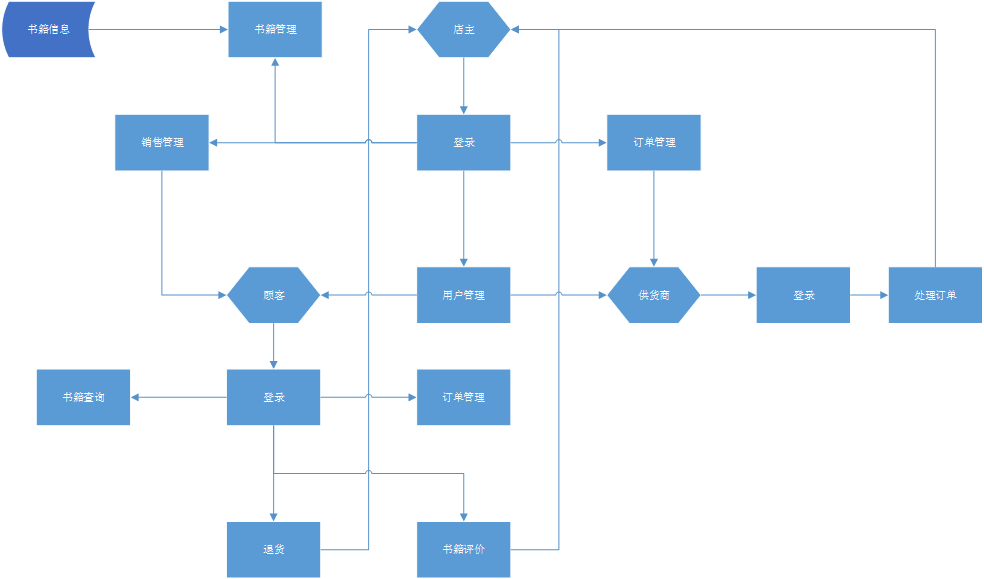 书籍信息
书籍管理
店主
销售管理
登录
订单管理
顾客
用户管理
供货商
登录
处理订单
书籍查询
登录
订单管理
退货
书籍评价